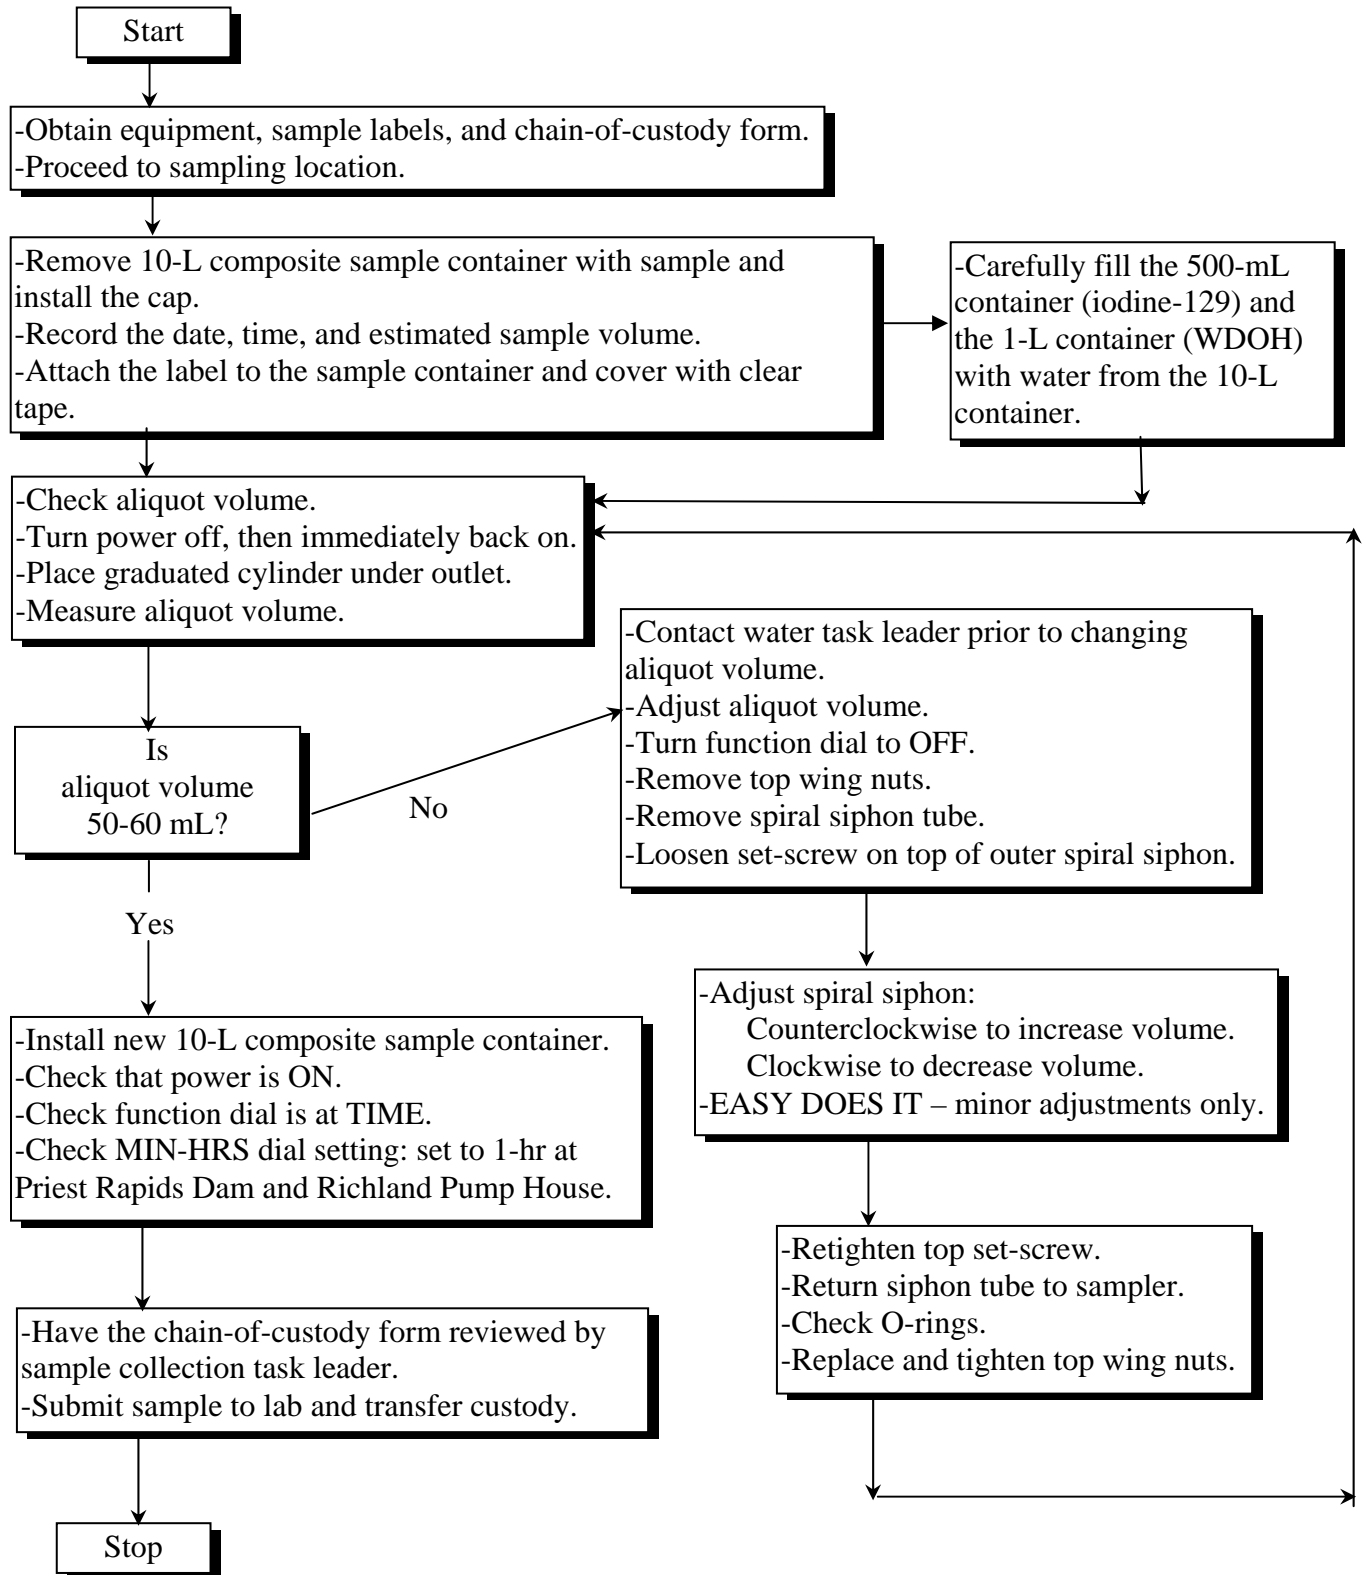 Start
-Obtain equipment, sample labels, and chain-of-custody form.
-Proceed to sampling location.
-Remove 10-L composite sample container with sample and
install the cap.
-Record the date, time, and estimated sample volume.
-Attach the label to the sample container and cover with clear
tape.
-Carefully fill the 500-mL
container (iodine-129) and
the 1-L container (WDOH)
with water from the 10-L
container.
-Check aliquot volume.
-Turn power off, then immediately back on.
-Place graduated cylinder under outlet.
-Measure aliquot volume.
Is
aliquot volume
50-60 mL?
No
-Contact water task leader prior to changing
aliquot volume.
-Adjust aliquot volume.
-Turn function dial to OFF.
-Remove top wing nuts.
-Remove spiral siphon tube.
-Loosen set-screw on top of outer spiral siphon.
Yes
-Adjust spiral siphon:
Counterclockwise to increase volume.
Clockwise to decrease volume.
-EASY DOES IT – minor adjustments only.
-Install new 10-L composite sample container.
-Check that power is ON.
-Check function dial is at TIME.
-Check MIN-HRS dial setting: set to 1-hr at
Priest Rapids Dam and Richland Pump House.
-Retighten top set-screw.
-Return siphon tube to sampler.
-Check O-rings.
-Replace and tighten top wing nuts.
-Have the chain-of-custody form reviewed by
sample collection task leader.
-Submit sample to lab and transfer custody.
Stop